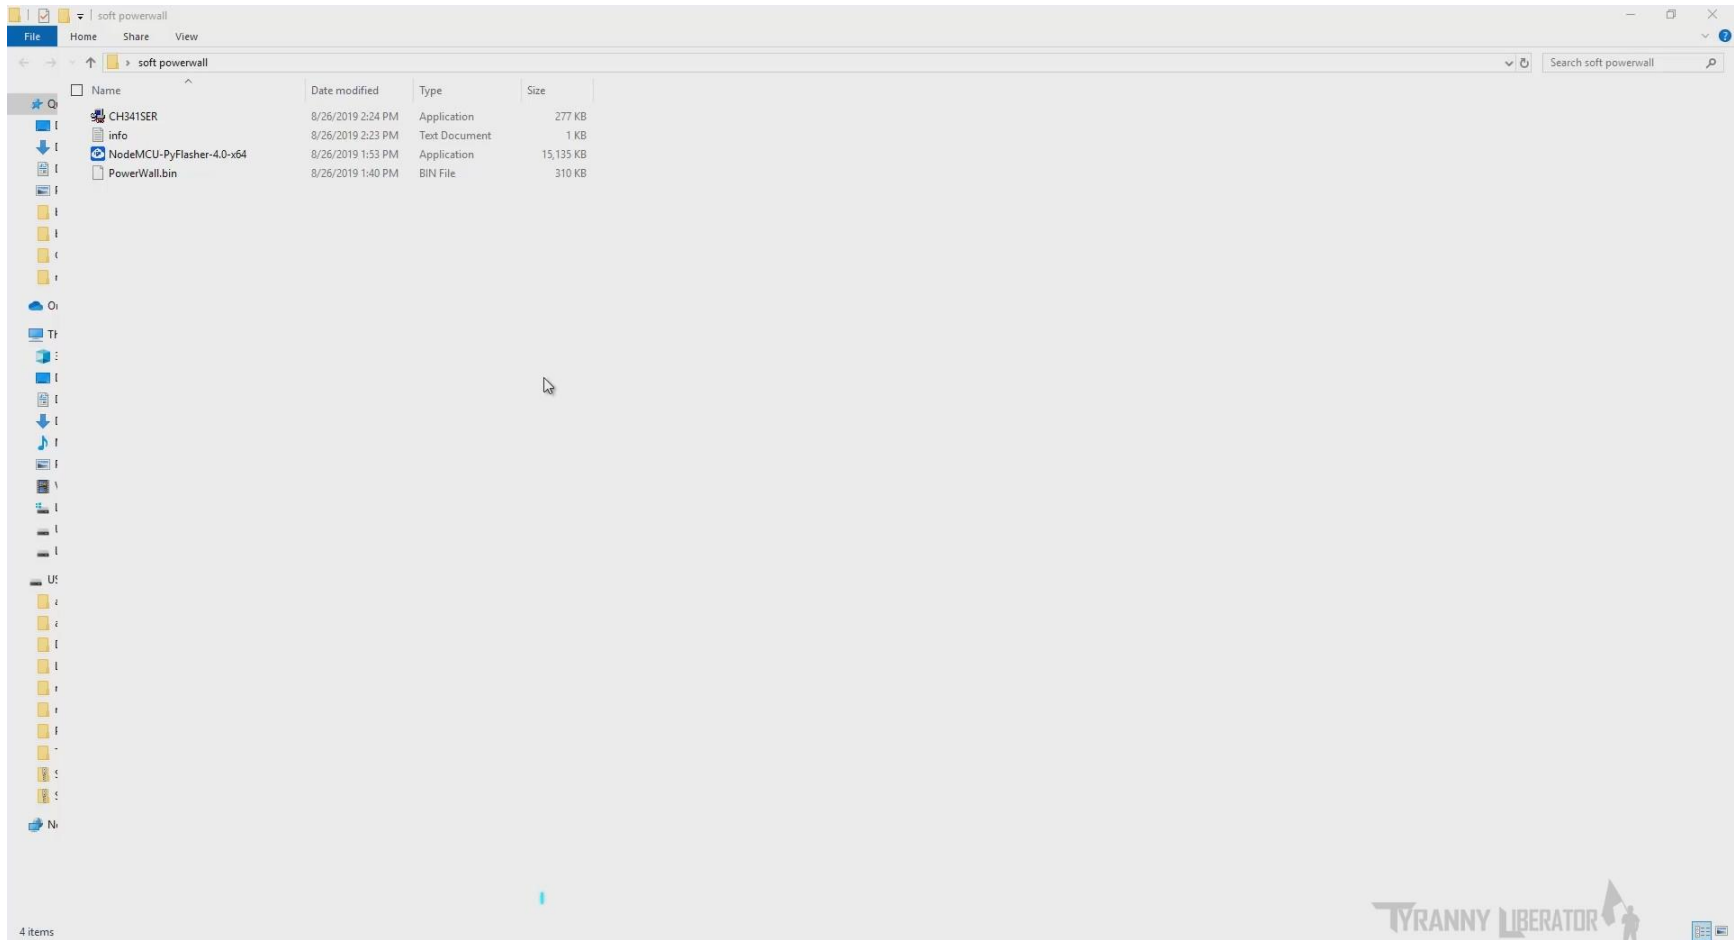 soft powerwall
File Home Share View
soft powerwall
Search soft powerwall
Name Date modified Type Size
CH341SER 8/26/2019 2:24 PM Application 277 KB
info 8/26/2019 2:23 PM Text Document 1 KB
NodeMCU-PyFlasher-4.0-x64 8/26/2019 1:53 PM Application 15,135 KB
PowerWall.bin 8/26/2019 1:40 PM BIN File 310 KB
4 items
TYRANNY LIBERATOR